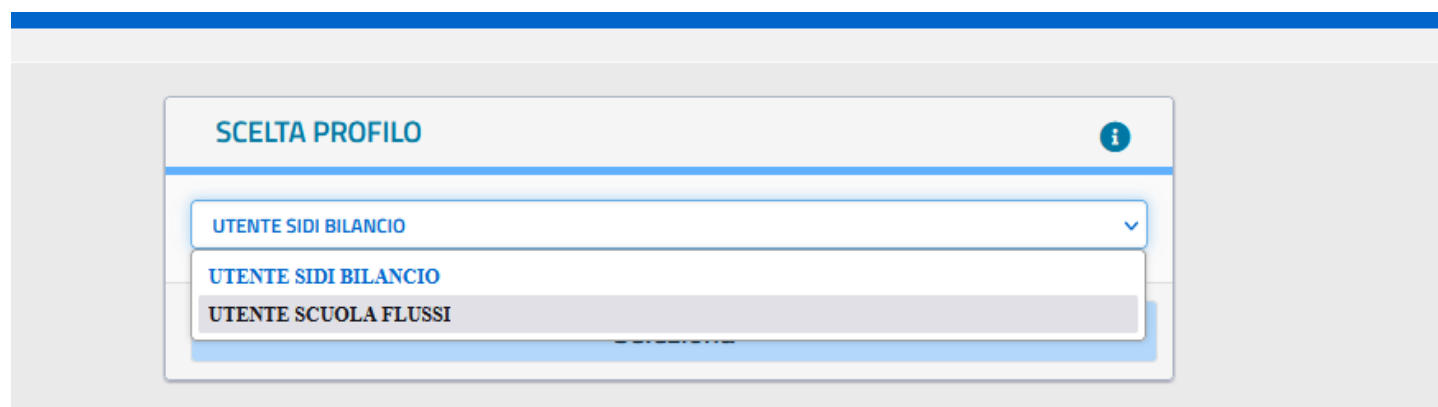 SCELTA PROFILO
UTENTE SIDI BILANCIO
UTENTE SIDI BILANCIO
UTENTE SCUOLA FLUSSI